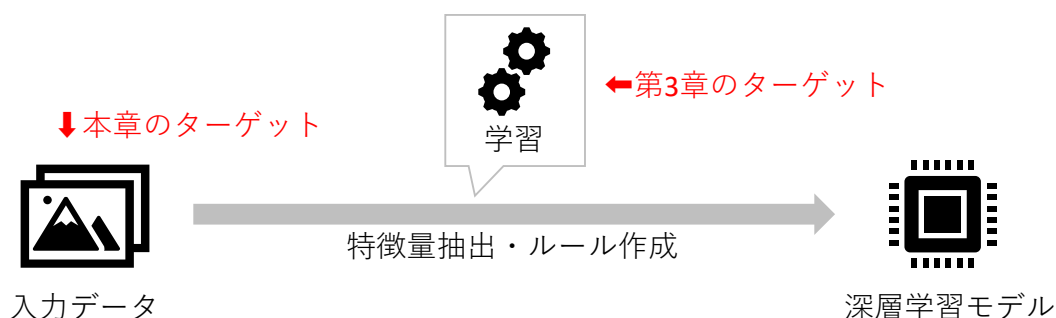 ⬅第3章のターゲット
⬇本章のターゲット
学習
特徴量抽出・ルール作成
入力データ
深層学習モデル